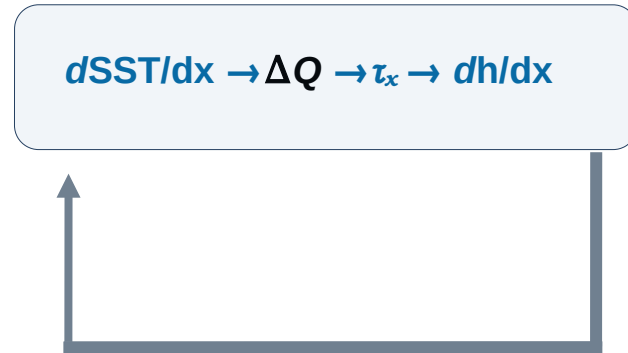 dSST/dx →ΔQ →τₓ→ dh/dx